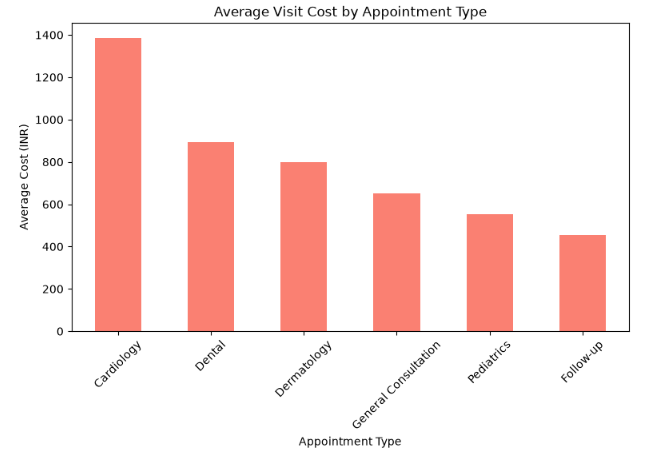 Average Visit Cost by Appointment Type
Average Cost (INR)
1400
1200
1000
800
600
400
200
0
Cardiology
Dental
Dermatology
General Consultation
Pediatrics
Follow-up
Appointment Type